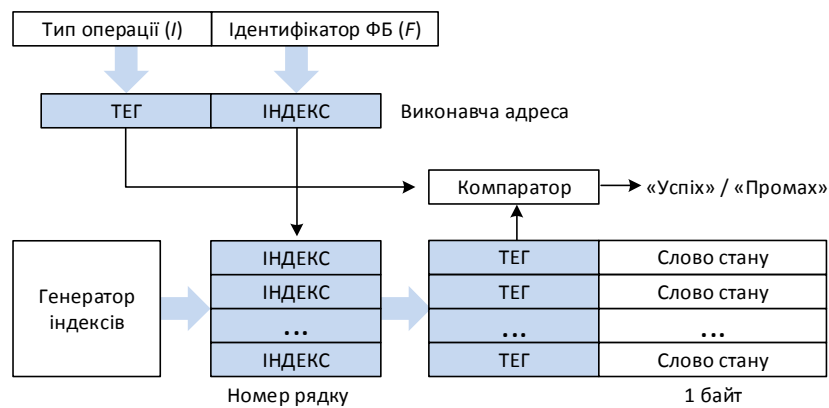 Тип операції (I) Ідентифікатор ФБ (F)
ТЕГ ІНДЕКС Виконавча адреса
Компаратор «Успіх» / «Промах»
ІНДЕКС ТЕГ Слово стану
Генератор індексів
ІНДЕКС ТЕГ Слово стану
... ... ...
ІНДЕКС ТЕГ Слово стану
Номер рядку 1 байт